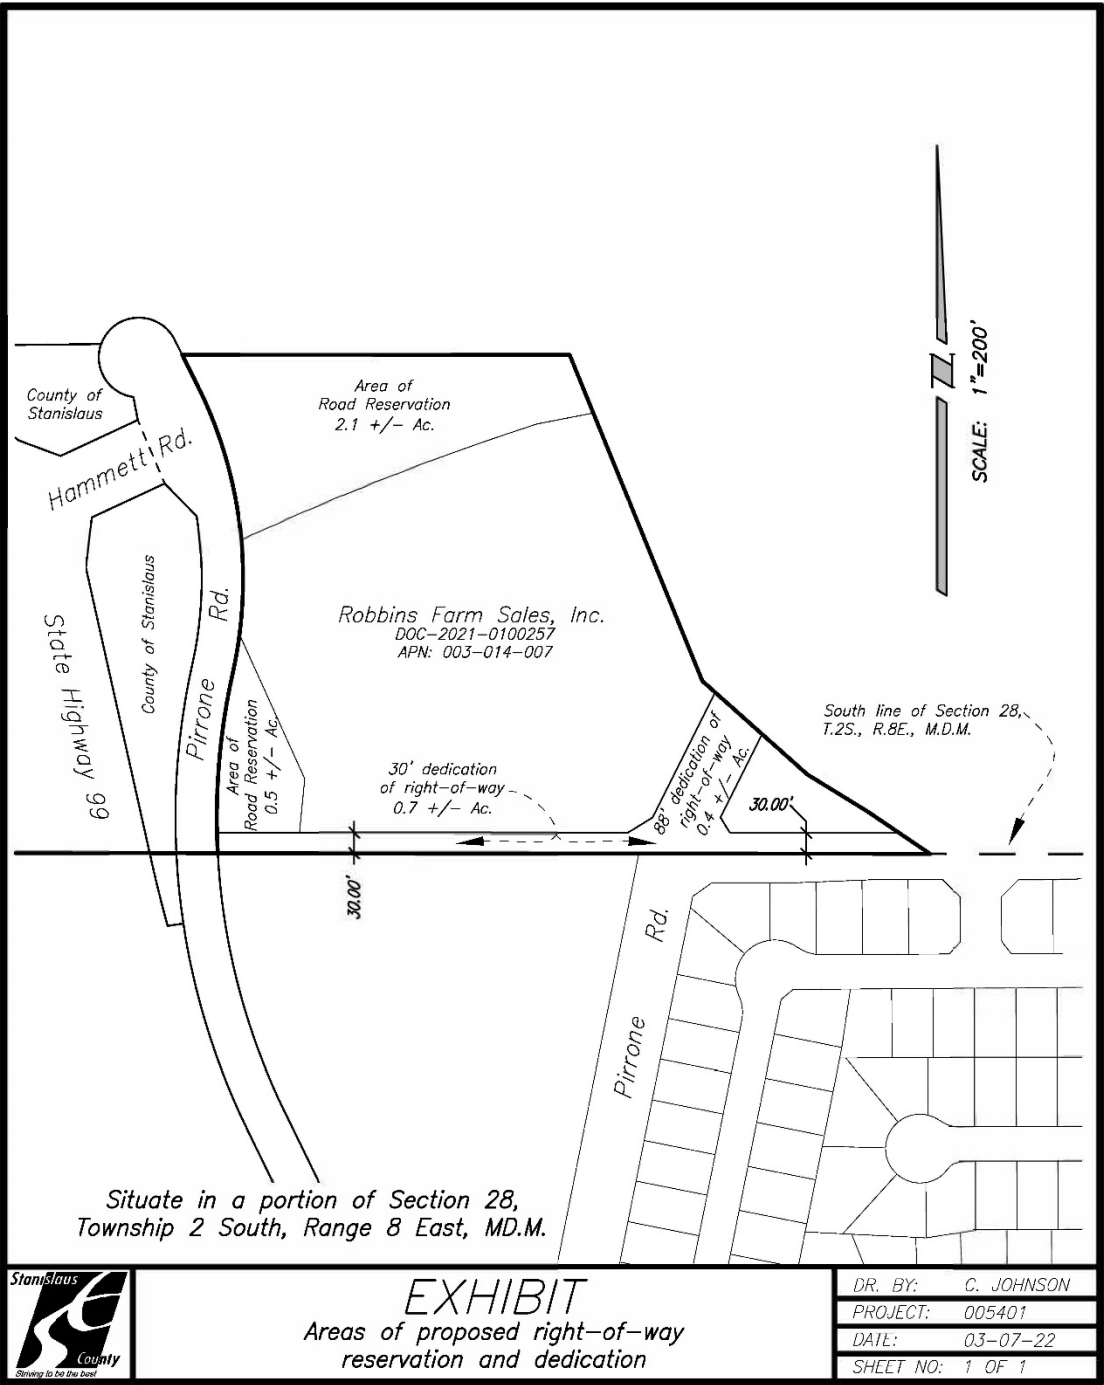 County of
Stanislaus
Hammett Rd.
Area of
Road Reservation
2.1 +/- Ac.
SCALE: 1"=200'
State Highway 99
County of Stanislaus
Pirrone Rd.
Robbins Farm Sales, Inc.
DOC-2021-0100257
APN: 003-014-007
Area of
Road Reservation
0.5 +/- Ac.
30' dedication
of right-of-way
0.7 +/- Ac.
88' dedication of
right-of-way
0.4 +/- Ac.
30.00'
South line of Section 28,
T.2S., R.8E., M.D.M.
30.00'
Pirrone Rd.
Situate in a portion of Section 28,
Township 2 South, Range 8 East, MD.M.
Stanislaus
County
Striving to be the best
EXHIBIT
Areas of proposed right-of-way
reservation and dedication
DR. BY: C. JOHNSON
PROJECT: 005401
DATE: 03-07-22
SHEET NO: 1 OF 1